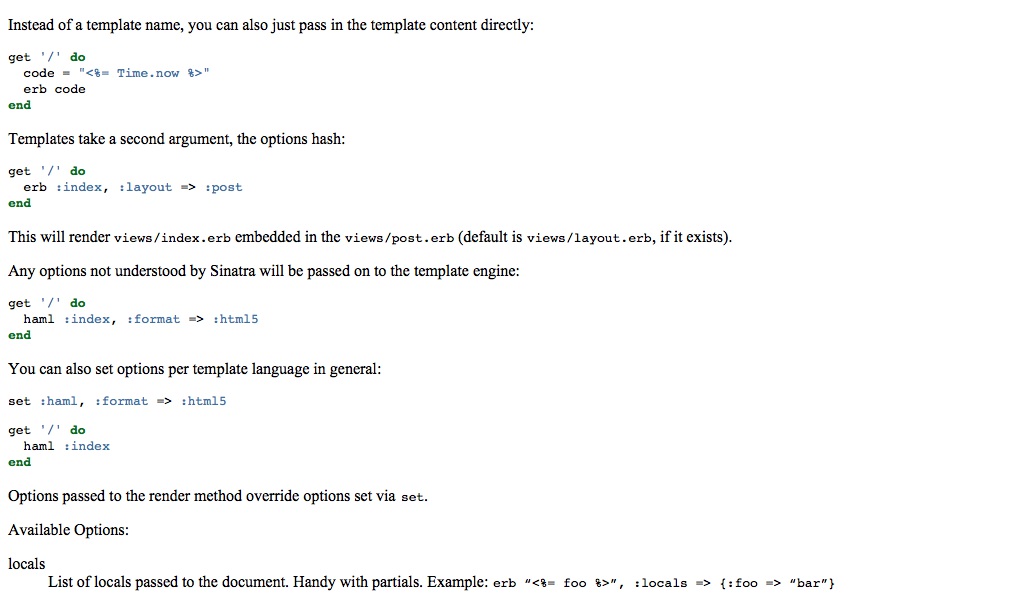 Instead of a template name, you can also just pass in the template content directly:
get '/' do
  code = "<%= Time.now %>"
  erb code
end
Templates take a second argument, the options hash:
get '/' do
  erb :index, :layout => :post
end
This will render views/index.erb embedded in the views/post.erb (default is views/layout.erb, if it exists).
Any options not understood by Sinatra will be passed on to the template engine:
get '/' do
  haml :index, :format => :html5
end
You can also set options per template language in general:
set :haml, :format => :html5
get '/' do
  haml :index
end
Options passed to the render method override options set via set.
Available Options:
locals
List of locals passed to the document. Handy with partials. Example: erb "<%= foo %>", :locals => {:foo => "bar"}